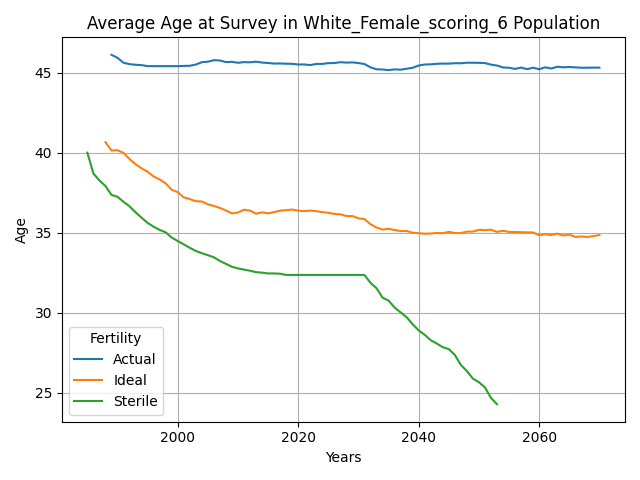 Average Age at Survey in White_Female_scoring_6 Population
Age
45
40
35
30
25
Fertility
Actual
Ideal
Sterile
2000 2020 2040 2060
Years